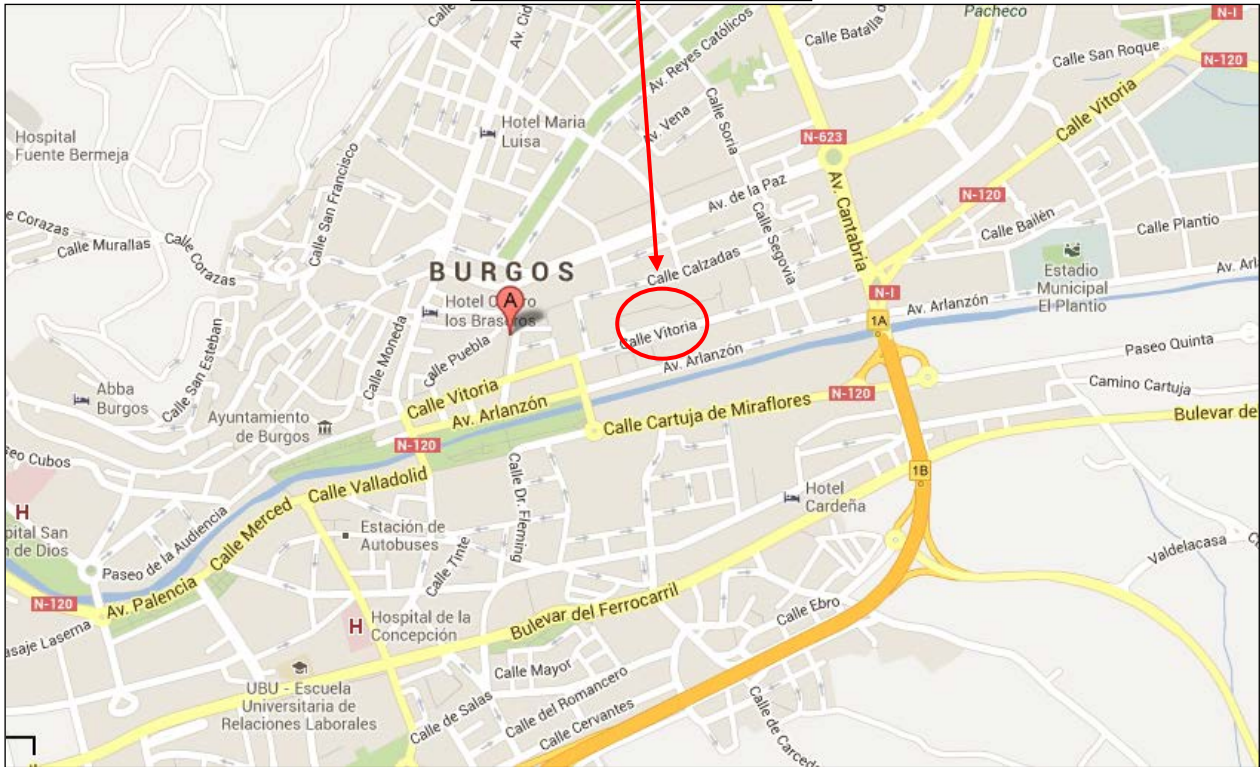 Pacheco
N-I
Av. Cid
Av. Reyes Católicos
Calle Batalla
Calle San Roque
N-120
Calle Vitoria
Hotel Maria
Luisa
Av. Vena
Calle Soria
N-623
Hospital
Fuente Bermeja
Calle San Francisco
Av. de la Paz
Av. Cantabria
N-120
Calle Bailén
Calle Plantio
Corazas
Calle Murallas
Calle
Corazas
Calle Segovia
Calle Calzadas
BURGOS
Estadio
Municipal
El Plantio
Hotel
los Braseros
A
N-I
Av. Arlanzón
1A
Calle Vitoria
Av. Arlanzón
Calle San Esteban
Calle Moneda
Calle Puebla
Paseo Quinta
Camino Cartuja
Abba
Burgos
Calle Vitoria
Av. Arlanzón
N-120
Calle Cartuja de Miraflores
Bulevar de
Ayuntamiento
de Burgos
N-120
Cubos
Calle Valladolid
1B
Hotel
Cardeña
H
San
de Dios
Calle Merced
Paseo de la Audiencia
Estación de
Autobuses
Calle Dr. Fleming
Calle Tinte
Valdelacasa
N-120
Av. Palencia
Laserna
H
Hospital de la
Concepción
Bulevar del Ferrocarril
Calle Ebro
UBU - Escuela
Universitaria de
Relaciones Laborales
Calle Mayor
Calle de Salas
Calle del Romancero
Calle Cervantes
Calle de